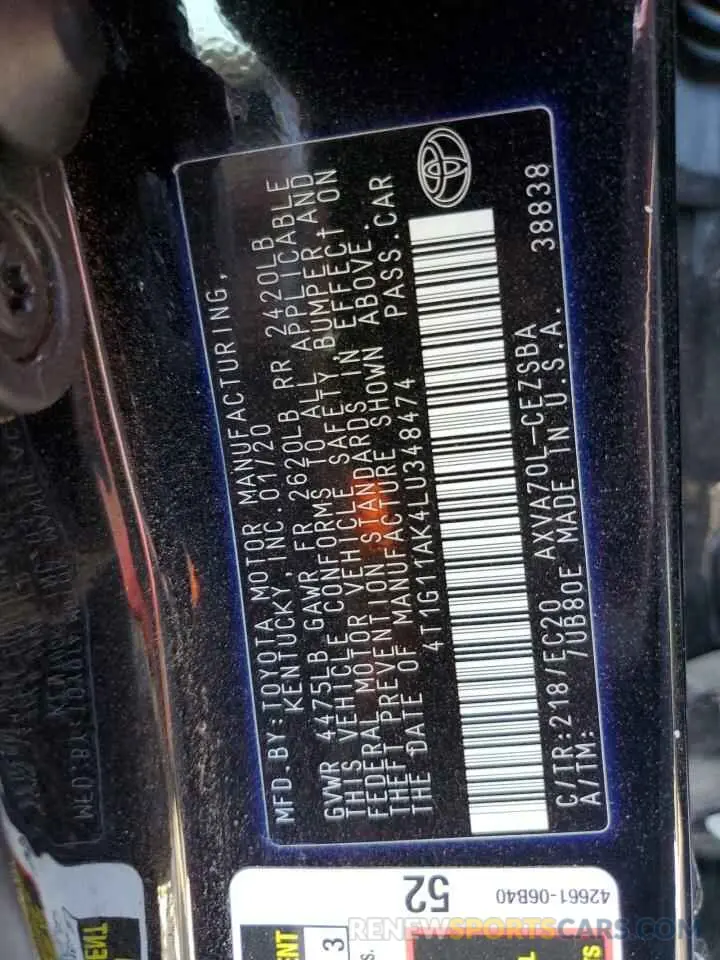 MFD.BY:TOYOTA MOTOR MANUFACTURING,
KENTUCKY, INC. 01/20
GVWR 4475LB GAWR FR 2620LB RR 2420LB
THIS VEHICLE CONFORMS TO ALL APPLICABLE
FEDERAL MOTOR VEHICLE SAFETY, BUMPER, AND
THEFT PREVENTION STANDARDS IN EFFECT ON
THE DATE OF MANUFACTURE SHOWN ABOVE.
4T1G11AK4LU348474 PASS.CAR
C/TR:218/EC20 AXVA70L-CEZSBA
A/TM: 7UB80E MADE IN U.S.A. 38838
52
42661-06B40
3
RENEWSPORTSCARS.COM